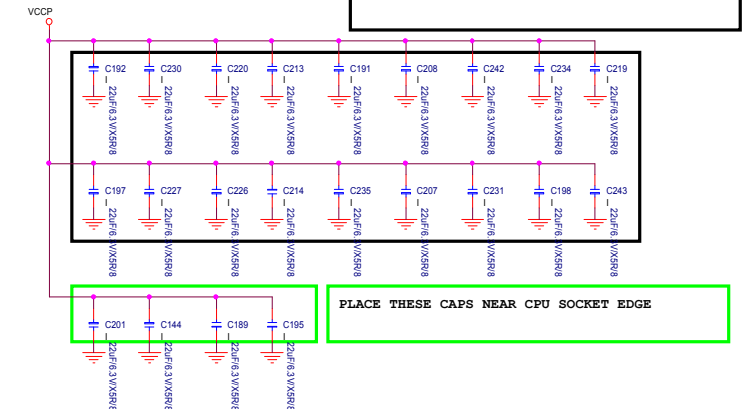 VCCP
C192 C230 C220 C213 C191 C208 C242 C234 C219
22uF/6.3V/X5R/8 22uF/6.3V/X5R/8 22uF/6.3V/X5R/8 22uF/6.3V/X5R/8 22uF/6.3V/X5R/8 22uF/6.3V/X5R/8 22uF/6.3V/X5R/8 22uF/6.3V/X5R/8 22uF/6.3V/X5R/8
C197 C227 C226 C214 C235 C207 C231 C198 C243
22uF/6.3V/X5R/8 22uF/6.3V/X5R/8 22uF/6.3V/X5R/8 22uF/6.3V/X5R/8 22uF/6.3V/X5R/8 22uF/6.3V/X5R/8 22uF/6.3V/X5R/8 22uF/6.3V/X5R/8 22uF/6.3V/X5R/8
PLACE THESE CAPS NEAR CPU SOCKET EDGE
C201 C144 C189 C195
22uF/6.3V/X5R/8 22uF/6.3V/X5R/8 22uF/6.3V/X5R/8 22uF/6.3V/X5R/8